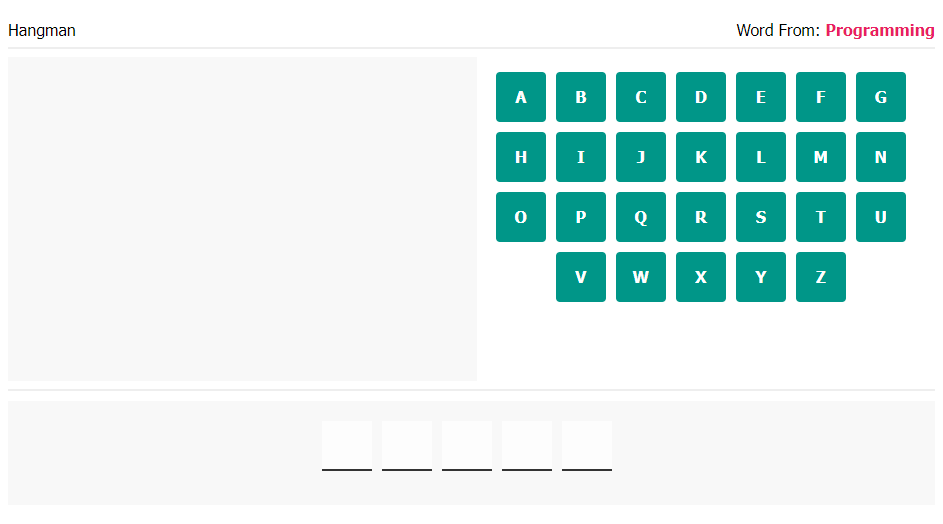 Hangman
Word From: Programming
A B C D E F G
H I J K L M N
O P Q R S T U
V W X Y Z